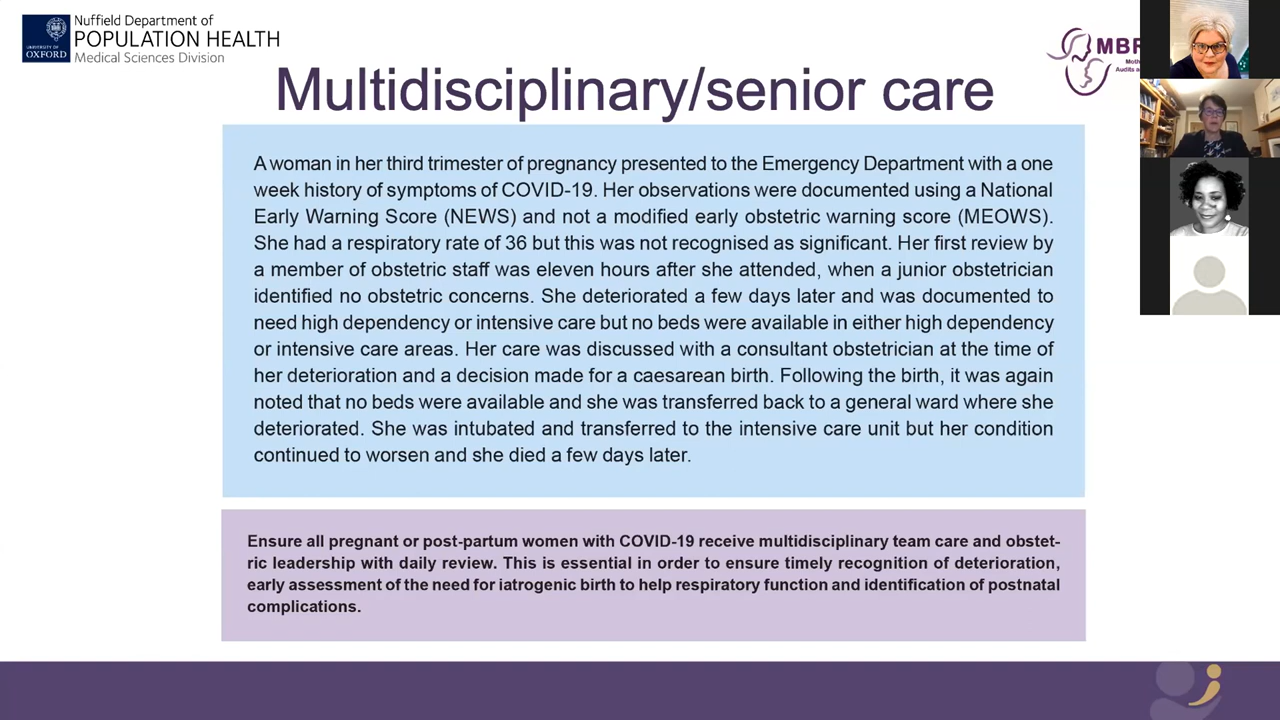 Nuffield Department of
POPULATION HEALTH
Medical Sciences Division
UNIVERSITY OF
OXFORD
Multidisciplinary/senior care
A woman in her third trimester of pregnancy presented to the Emergency Department with a one
week history of symptoms of COVID-19. Her observations were documented using a National
Early Warning Score (NEWS) and not a modified early obstetric warning score (MEOWS).
She had a respiratory rate of 36 but this was not recognised as significant. Her first review by
a member of obstetric staff was eleven hours after she attended, when a junior obstetrician
identified no obstetric concerns. She deteriorated a few days later and was documented to
need high dependency or intensive care but no beds were available in either high dependency
or intensive care areas. Her care was discussed with a consultant obstetrician at the time of
her deterioration and a decision made for a caesarean birth. Following the birth, it was again
noted that no beds were available and she was transferred back to a general ward where she
deteriorated. She was intubated and transferred to the intensive care unit but her condition
continued to worsen and she died a few days later.
Ensure all pregnant or post-partum women with COVID-19 receive multidisciplinary team care and obstet-
ric leadership with daily review. This is essential in order to ensure timely recognition of deterioration,
early assessment of the need for iatrogenic birth to help respiratory function and identification of postnatal
complications.